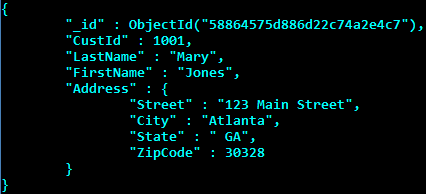 {
"_id" : ObjectId("58864575d886d22c74a2e4c7"),
"CustId" : 1001,
"LastName" : "Mary",
"FirstName" : "Jones",
"Address" : {
"Street" : "123 Main Street",
"City" : "Atlanta",
"State" : " GA",
"ZipCode" : 30328
}
}